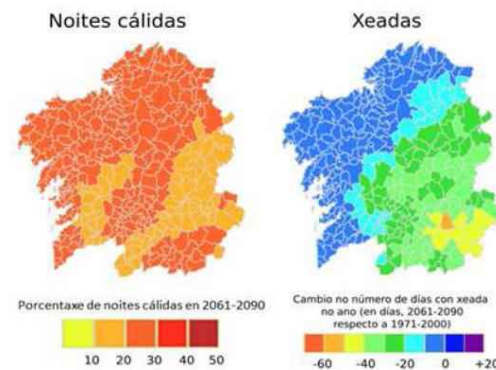 Noites cálidas
Xeadas
Porcentaxe de noites cálidas en 2061-2090
10 20 30 40 50
Cambio no número de días con xeada
no ano (en días, 2061-2090
respecto a 1971-2000)
-60 -40 -20 0 +20